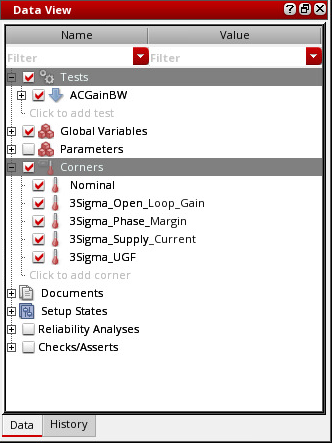 Data View
Name Value
Filter Filter
Tests
ACGainBW
Click to add test
Global Variables
Parameters
Corners
Nominal
3Sigma_Open_Loop_Gain
3Sigma_Phase_Margin
3Sigma_Supply_Current
3Sigma_UGF
Click to add corner
Documents
Setup States
Reliability Analyses
Checks/Asserts
Data History